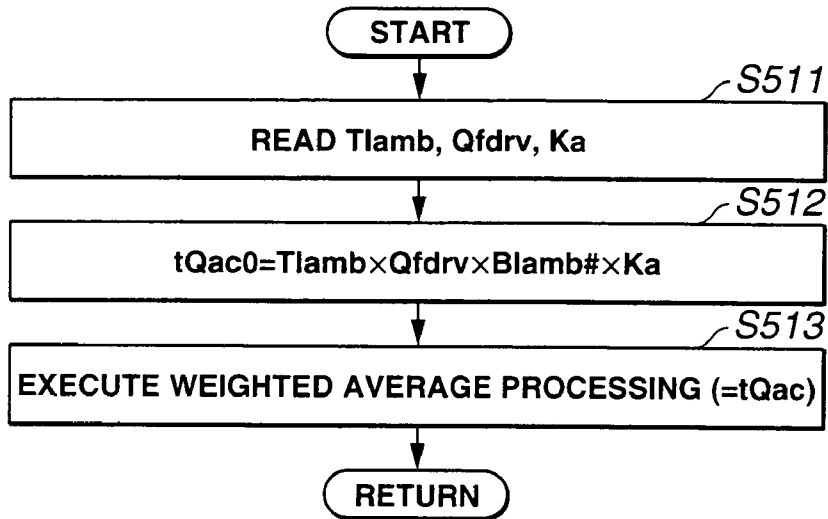 START
S511
READ Tlamb, Qfdrv, Ka
S512
tQac0=Tlamb×Qfdrv×Blamb#×Ka
S513
EXECUTE WEIGHTED AVERAGE PROCESSING (=tQac)
RETURN